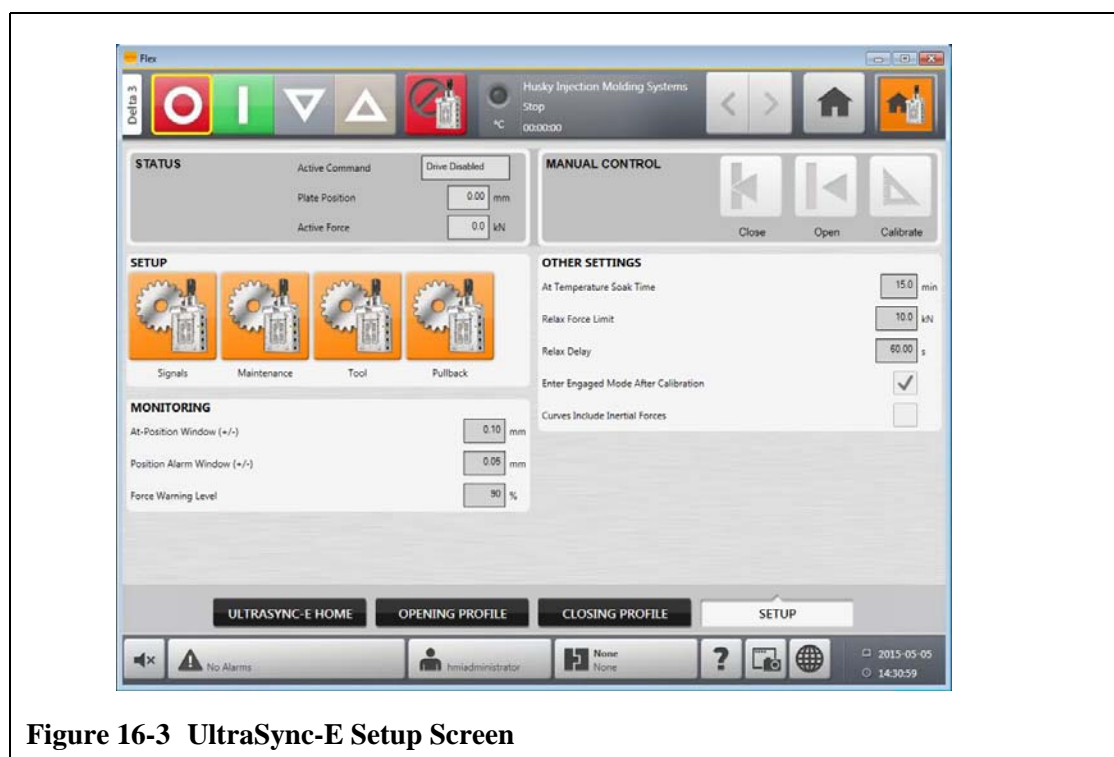 Flex
Delta 3
Husky Injection Molding Systems
Stop
°C 00:00:00
STATUS
Active Command Drive Disabled
Plate Position 0.00 mm
Active Force 0.0 kN
MANUAL CONTROL
Close Open Calibrate
SETUP
Signals Maintenance Tool Pullback
OTHER SETTINGS
At Temperature Soak Time 15.0 min
Relax Force Limit 10.0 kN
Relax Delay 60.00 s
Enter Engaged Mode After Calibration
Curves Include Inertial Forces
MONITORING
At-Position Window (+/-) 0.10 mm
Position Alarm Window (+/-) 0.05 mm
Force Warning Level 90 %
ULTRASYNC-E HOME OPENING PROFILE CLOSING PROFILE SETUP
No Alarms
hmiadministrator
None
None
?
2015-05-05
14:30:59
Figure 16-3 UltraSync-E Setup Screen